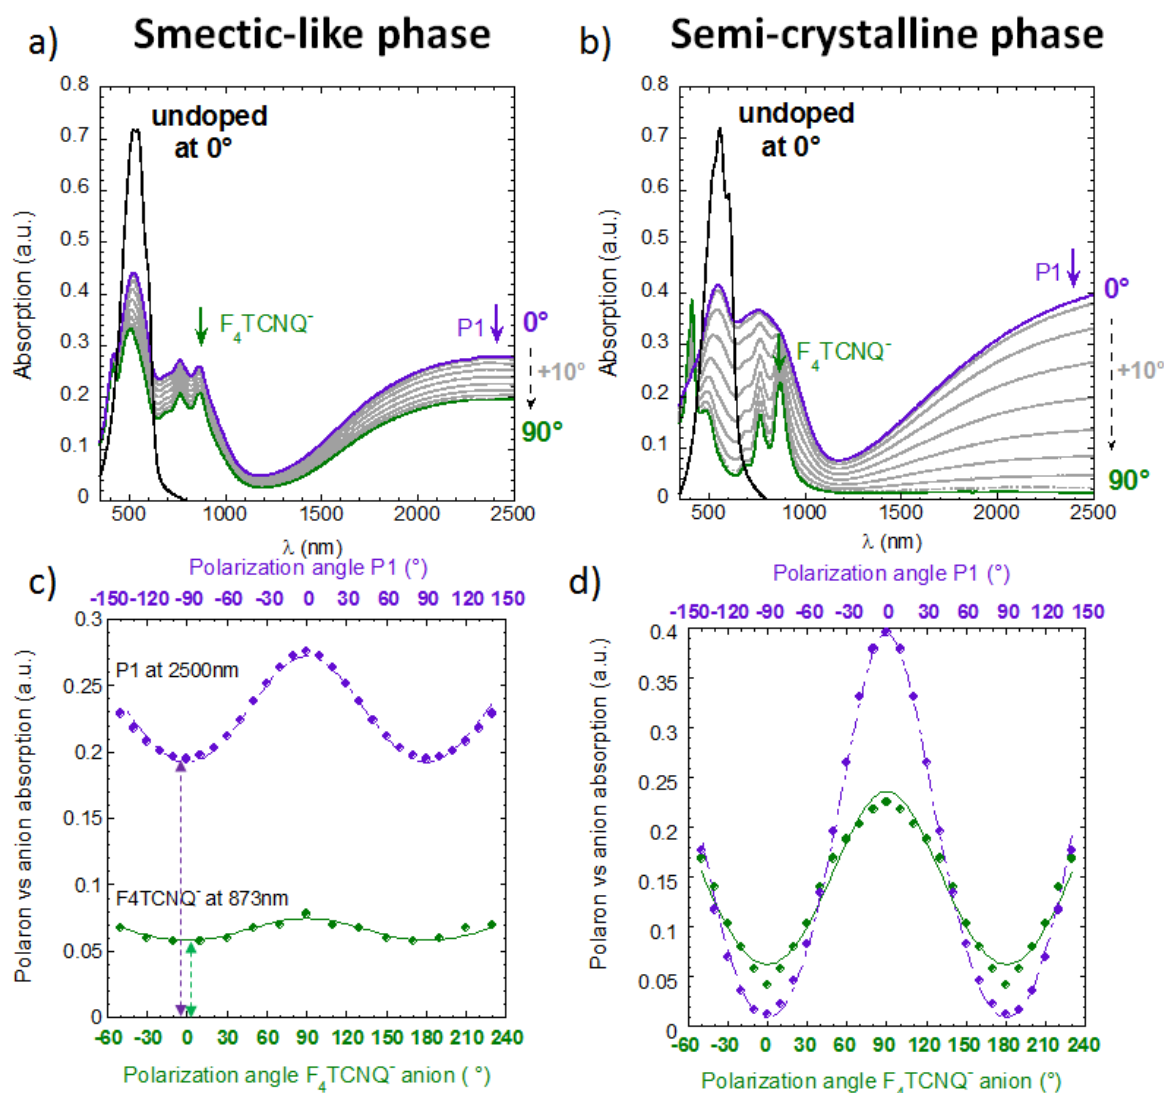 Smectic-like phase
Semi-crystalline phase
a)
b)
0.8
0.7
0.6
0.5
0.4
0.3
0.2
0.1
0
Absorption (a.u.)
undoped
at 0°
F4TCNQ-
P1
0°
+10°
90°
500
1000
1500
2000
2500
λ (nm)
0.8
0.7
0.6
0.5
0.4
0.3
0.2
0.1
0
Absorption (a.u.)
undoped
at 0°
F4TCNQ-
P1
0°
+10°
90°
500
1000
1500
2000
2500
λ (nm)
c)
Polarization angle P1 (°)
-150 -120 -90 -60 -30 0 30 60 90 120 150
0.3
0.25
0.2
0.15
0.1
0.05
0
Polaron vs anion absorption (a.u.)
P1 at 2500nm
F4TCNQ- at 873nm
-60 -30 0 30 60 90 120 150 180 210 240
Polarization angle F4TCNQ- anion ( °)
d)
Polarization angle P1 (°)
-150 -120 -90 -60 -30 0 30 60 90 120 150
0.4
0.35
0.3
0.25
0.2
0.15
0.1
0.05
0
Polaron vs anion absorption (a.u.)
-60 -30 0 30 60 90 120 150 180 210 240
Polarization angle F4TCNQ- anion (°)